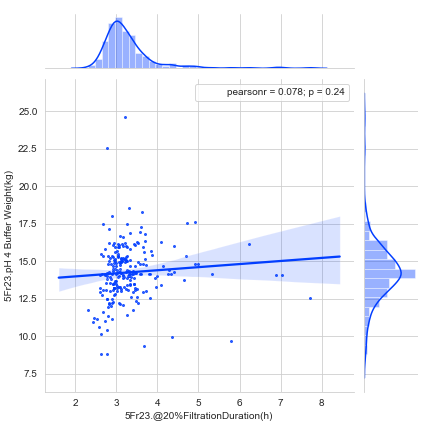 pearsonr = 0.078; p = 0.24
25.0
22.5
20.0
17.5
15.0
12.5
10.0
7.5
5Fr23.pH 4 Buffer Weight(kg)
2 3 4 5 6 7 8
5Fr23.@20%FiltrationDuration(h)